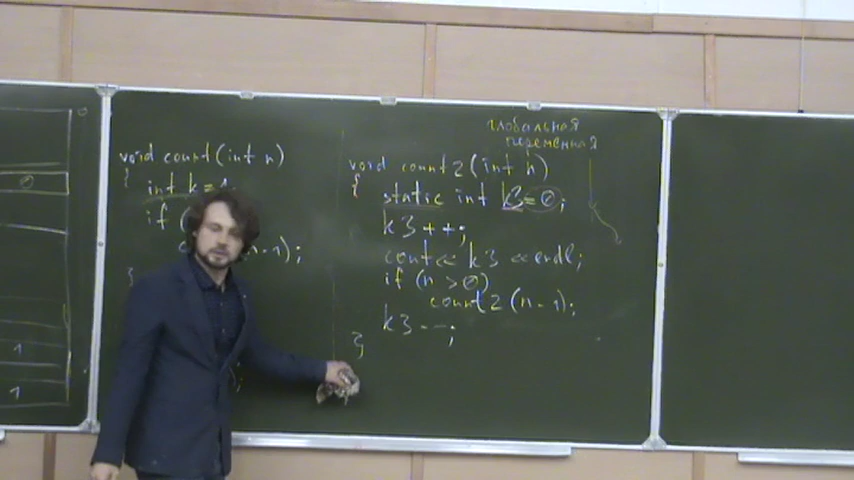 void count(int n)
{
int k=1
if (
n-1);
}
1
1
глобальная
переменная
void count2(int n)
{
static int k3=0;
k3++;
cout<< k3 <<endl;
if (n>0)
count2(n-1);
k3--;
}